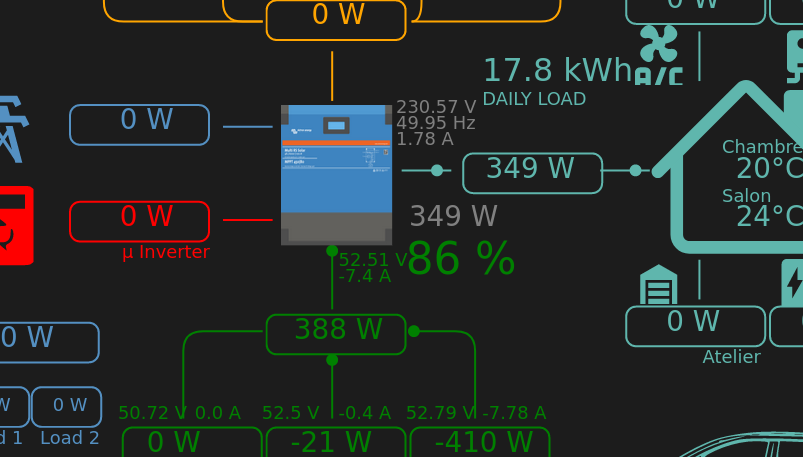 0 W
0 W
17.8 kWh
A/C
DAILY LOAD
230.57 V
49.95 Hz
1.78 A
0 W
349 W
Chambre
20°C
Salon
24°C
0 W
349 W
µ Inverter
86 %
52.51 V
-7.4 A
0 W
388 W
0 W
Atelier
0 W
Load 2
50.72 V 0.0 A
52.5 V -0.4 A
52.79 V -7.78 A
0 W
-21 W
-410 W